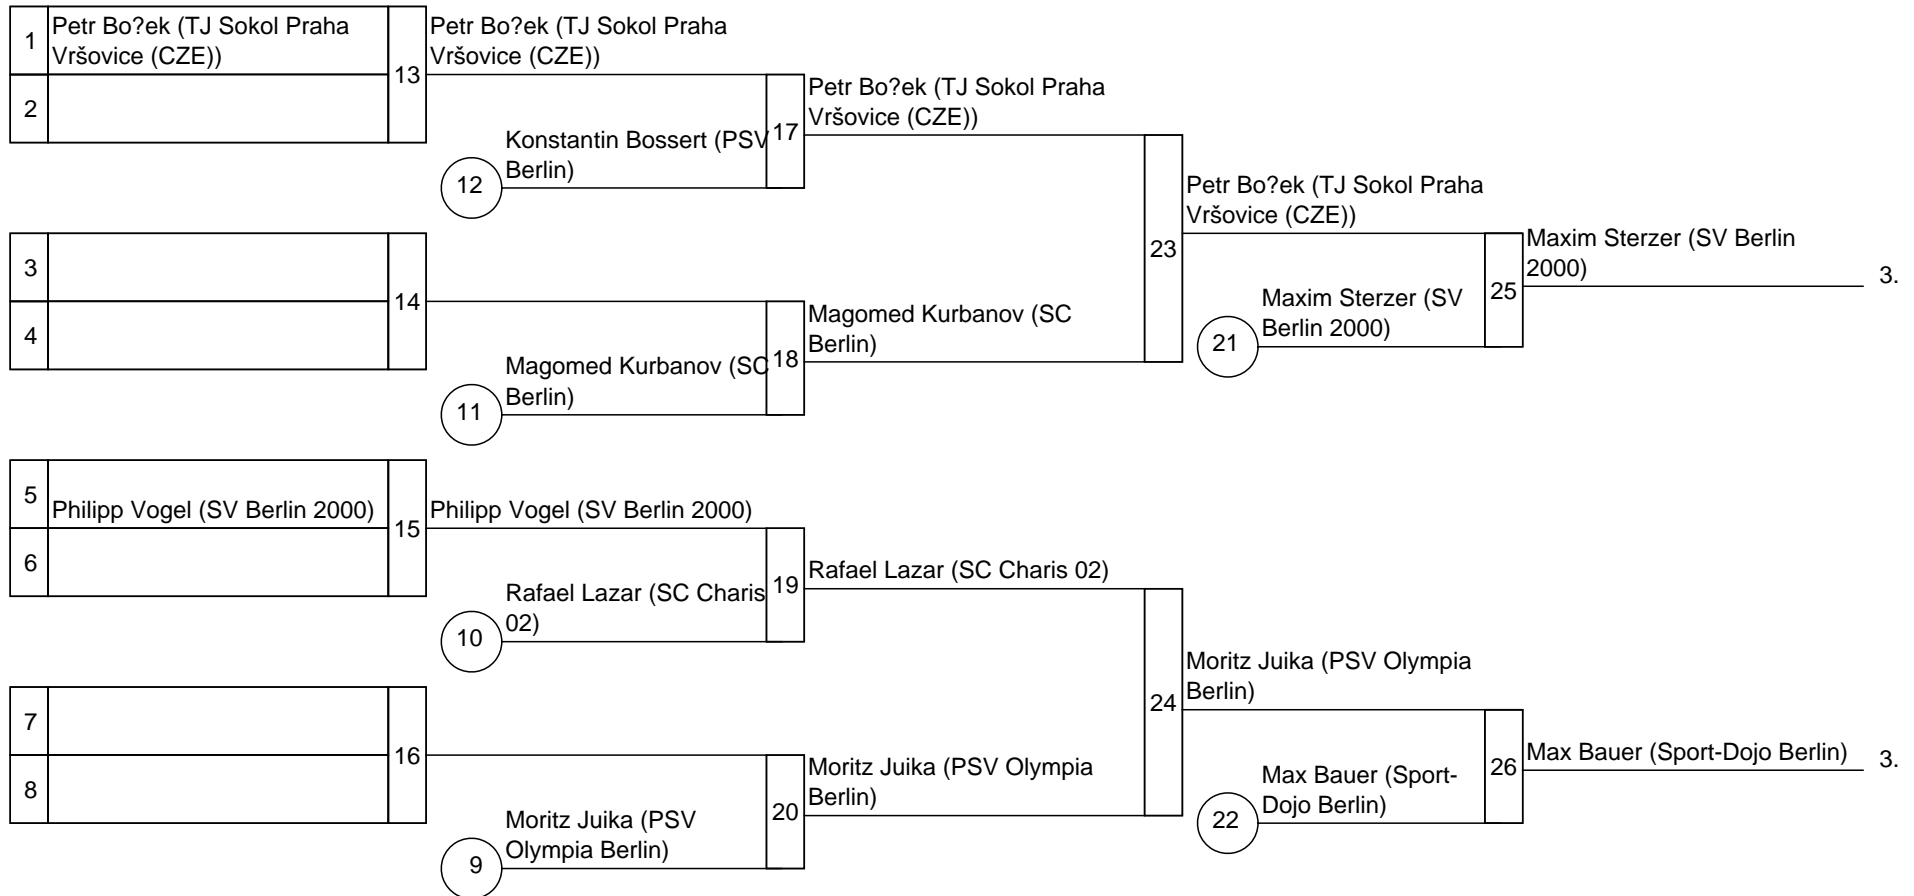 1
Petr Bo?ek (TJ Sokol Praha
Vršovice (CZE))
2
13
Petr Bo?ek (TJ Sokol Praha
Vršovice (CZE))
Konstantin Bossert (PSV
Berlin)
12
17
Petr Bo?ek (TJ Sokol Praha
Vršovice (CZE))
3
4
14
Magomed Kurbanov (SC
Berlin)
11
18
Magomed Kurbanov (SC
Berlin)
23
Petr Bo?ek (TJ Sokol Praha
Vršovice (CZE))
Maxim Sterzer (SV
Berlin 2000)
21
25
Maxim Sterzer (SV Berlin
2000)
3.
5
Philipp Vogel (SV Berlin 2000)
6
15
Philipp Vogel (SV Berlin 2000)
Rafael Lazar (SC Charis
02)
10
19
Rafael Lazar (SC Charis 02)
7
8
16
Moritz Juika (PSV
Olympia Berlin)
9
20
Moritz Juika (PSV Olympia
Berlin)
24
Moritz Juika (PSV Olympia
Berlin)
Max Bauer (Sport-
Dojo Berlin)
22
26
Max Bauer (Sport-Dojo Berlin)
3.